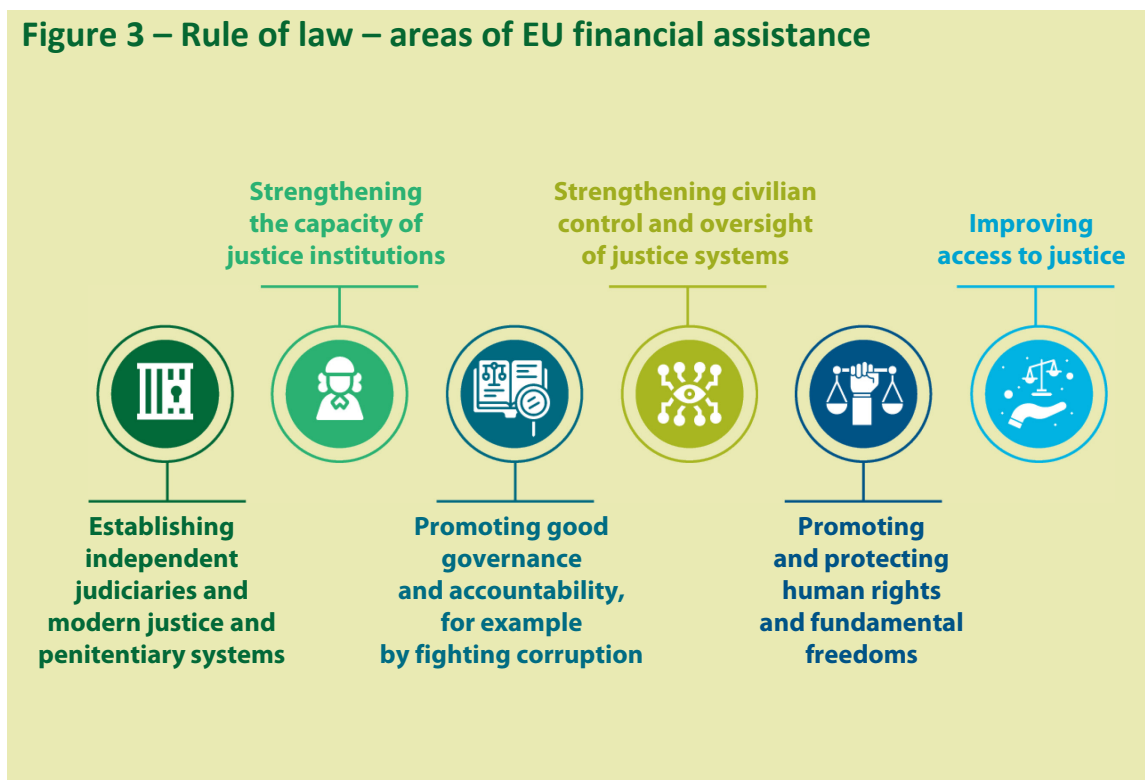 Figure 3 – Rule of law – areas of EU financial assistance
Strengthening
the capacity of
justice institutions
Strengthening civilian
control and oversight
of justice systems
Improving
access to justice
Establishing
independent
judiciaries and
modern justice and
penitentiary systems
Promoting good
governance
and accountability,
for example
by fighting corruption
Promoting
and protecting
human rights
and fundamental
freedoms